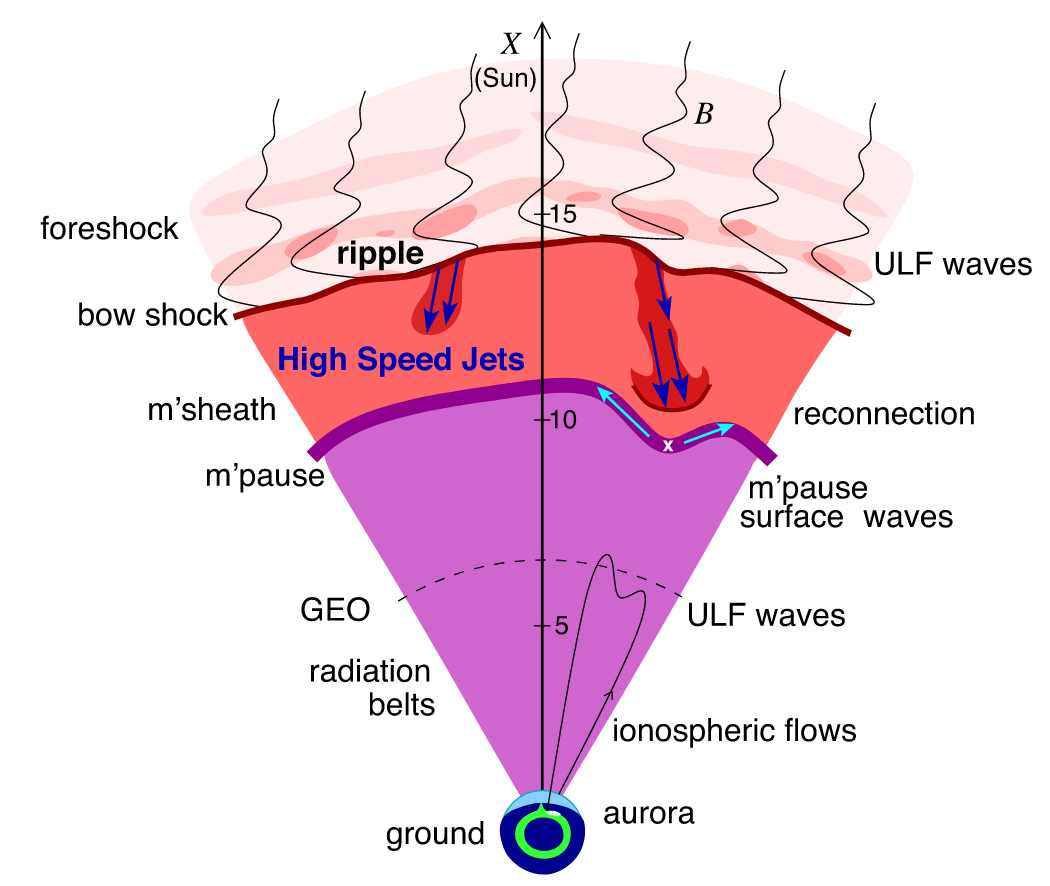 X
(Sun)
B
15
foreshock
ripple
ULF waves
bow shock
High Speed Jets
m'sheath
10
reconnection
m'pause
m'pause
surface waves
GEO
5
ULF waves
radiation
belts
ionospheric flows
x
aurora
ground